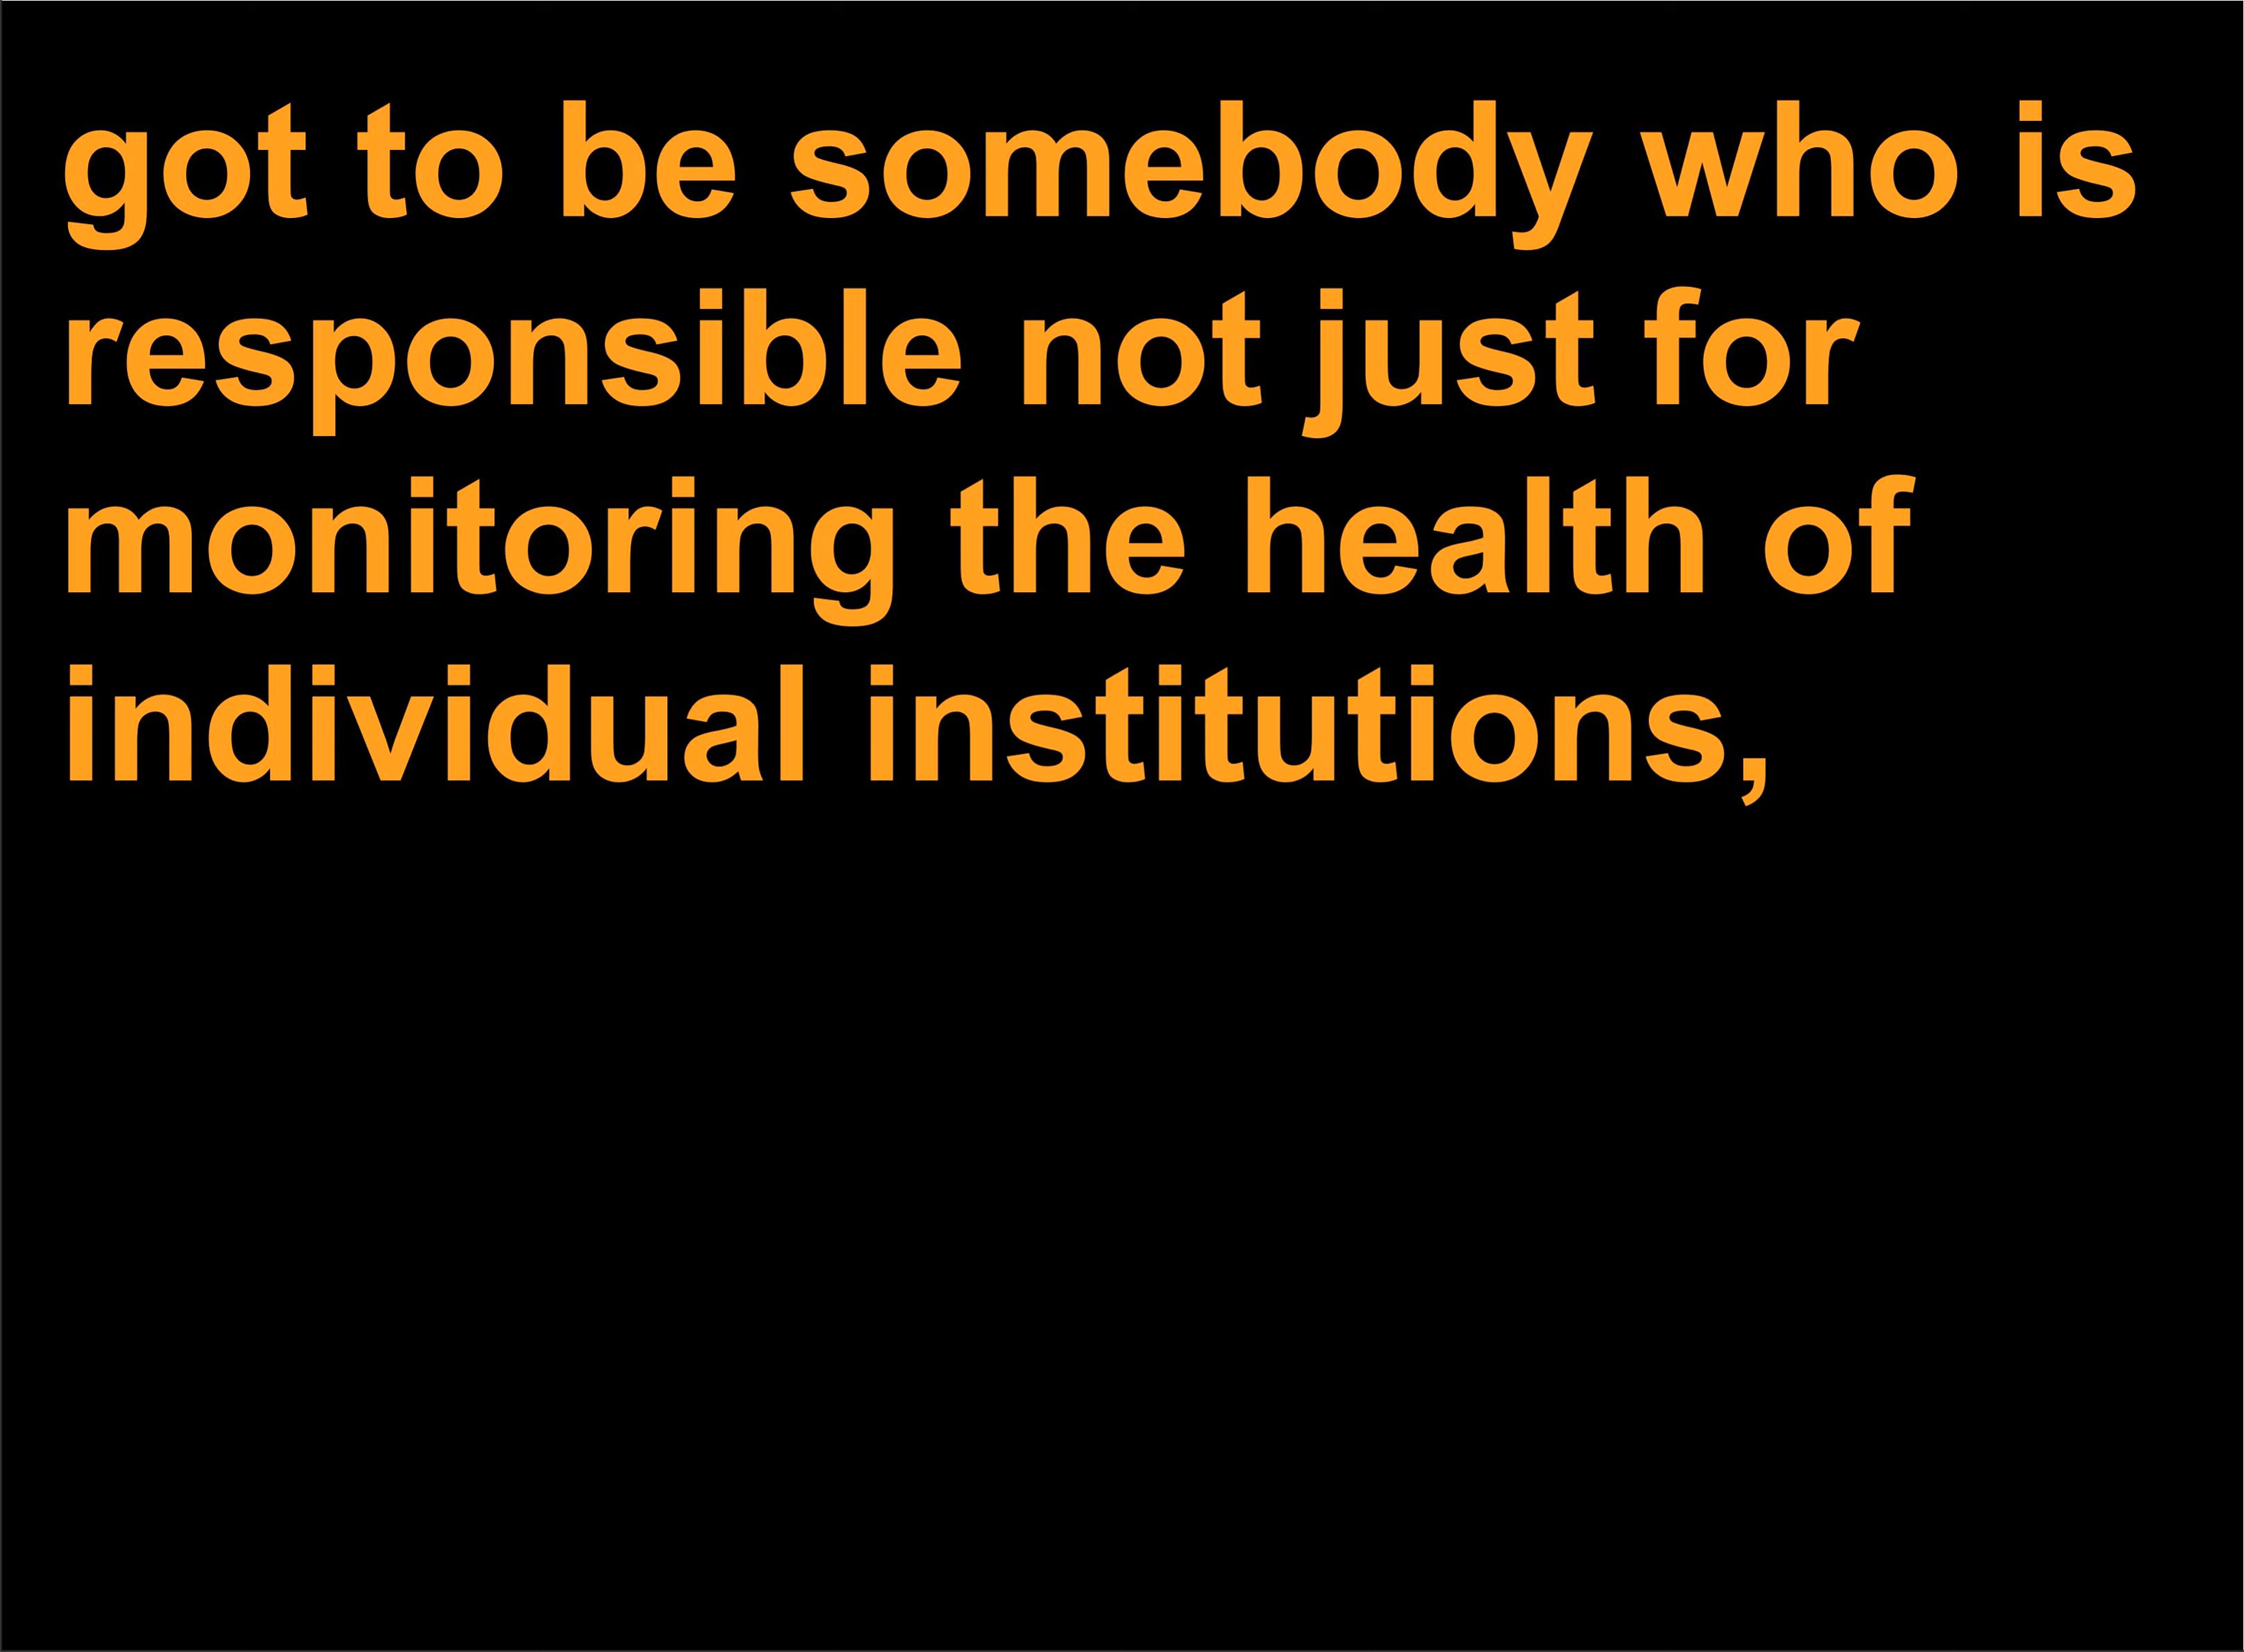 got to be somebody who is
responsible not just for
monitoring the health of
individual institutions,